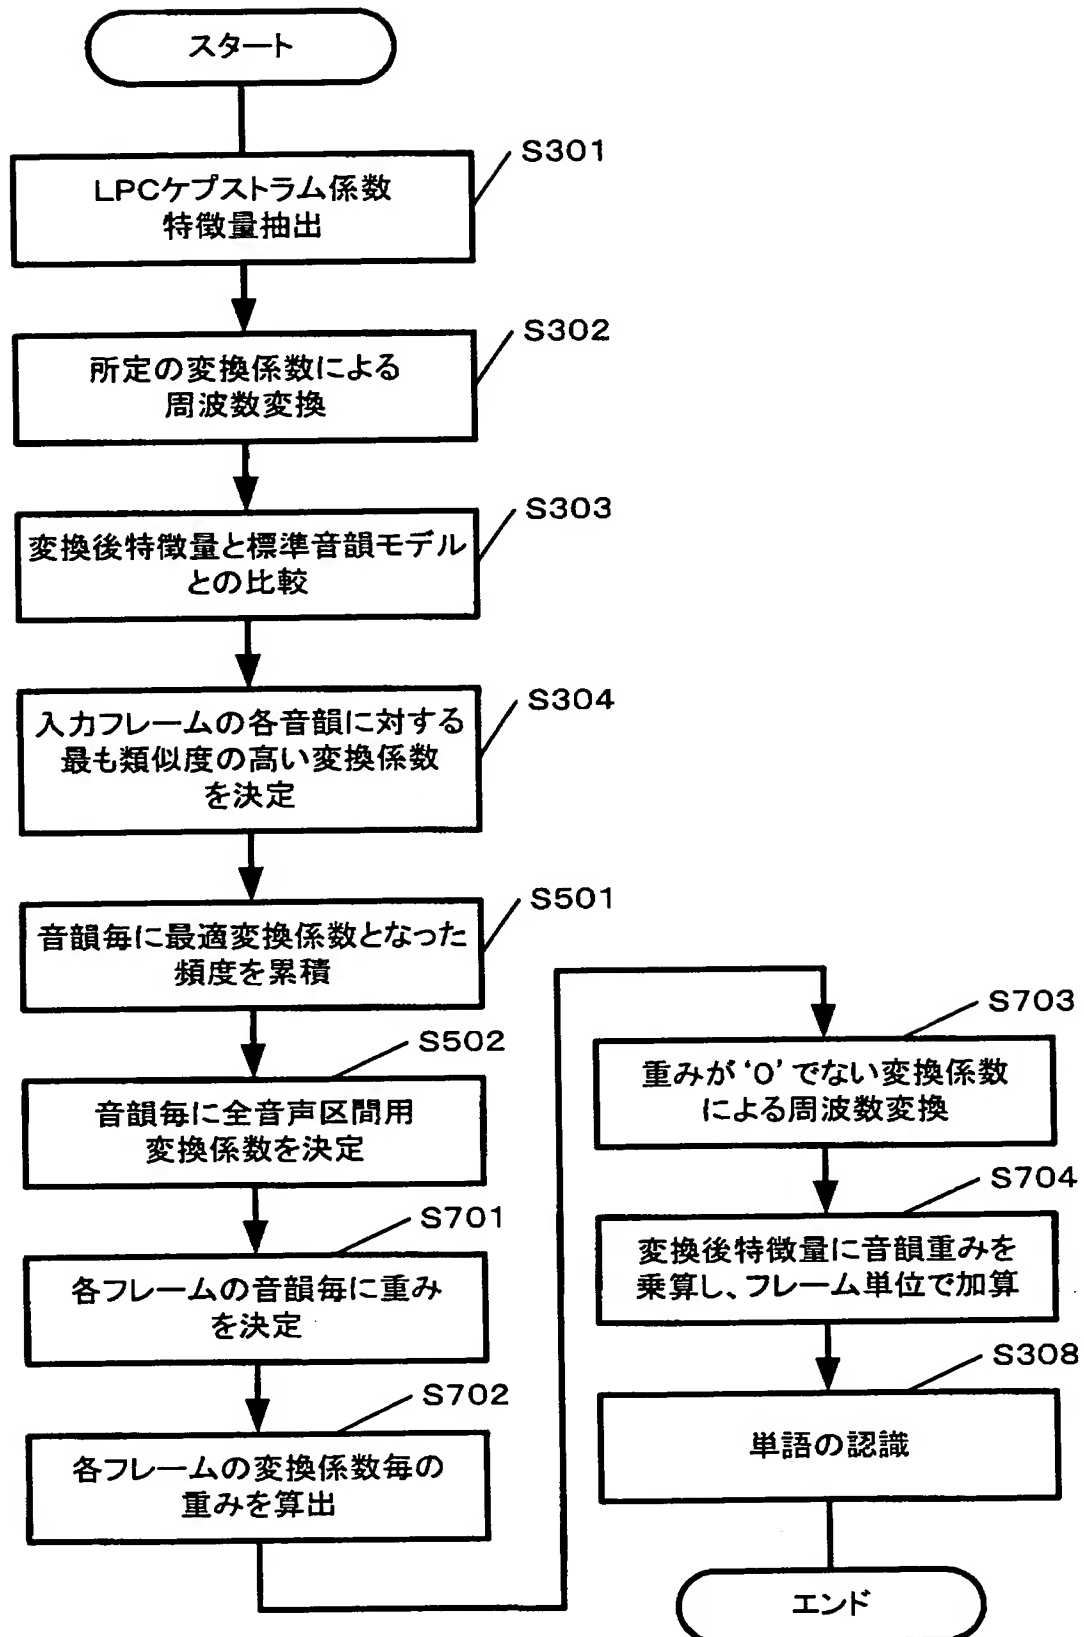 スタート
S301
LPCケプストラム係数
特徴量抽出
S302
所定の変換係数による
周波数変換
S303
変換後特徴量と標準音韻モデル
との比較
S304
入力フレームの各音韻に対する
最も類似度の高い変換係数
を決定
S501
音韻毎に最適変換係数となった
頻度を累積
S502
音韻毎に全音声区間用
変換係数を決定
S701
各フレームの音韻毎に重み
を決定
S702
各フレームの変換係数毎の
重みを算出
S703
重みが‘0’でない変換係数
による周波数変換
S704
変換後特徴量に音韻重みを
乗算し、フレーム単位で加算
S308
単語の認識
エンド